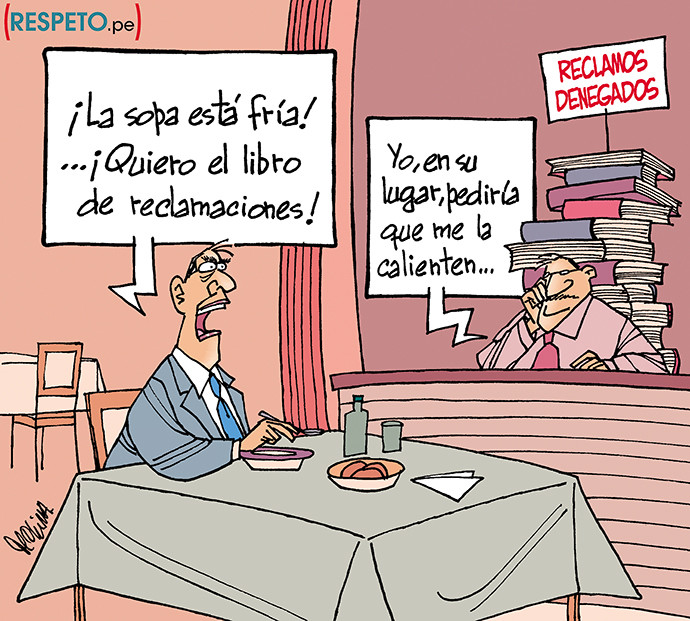 (RESPETO.pe)
¡La sopa está fría!
...¡Quiero el libro
de reclamaciones!
RECLAMOS
DENEGADOS
Yo, en su
lugar, pediría
que me la
calienten...